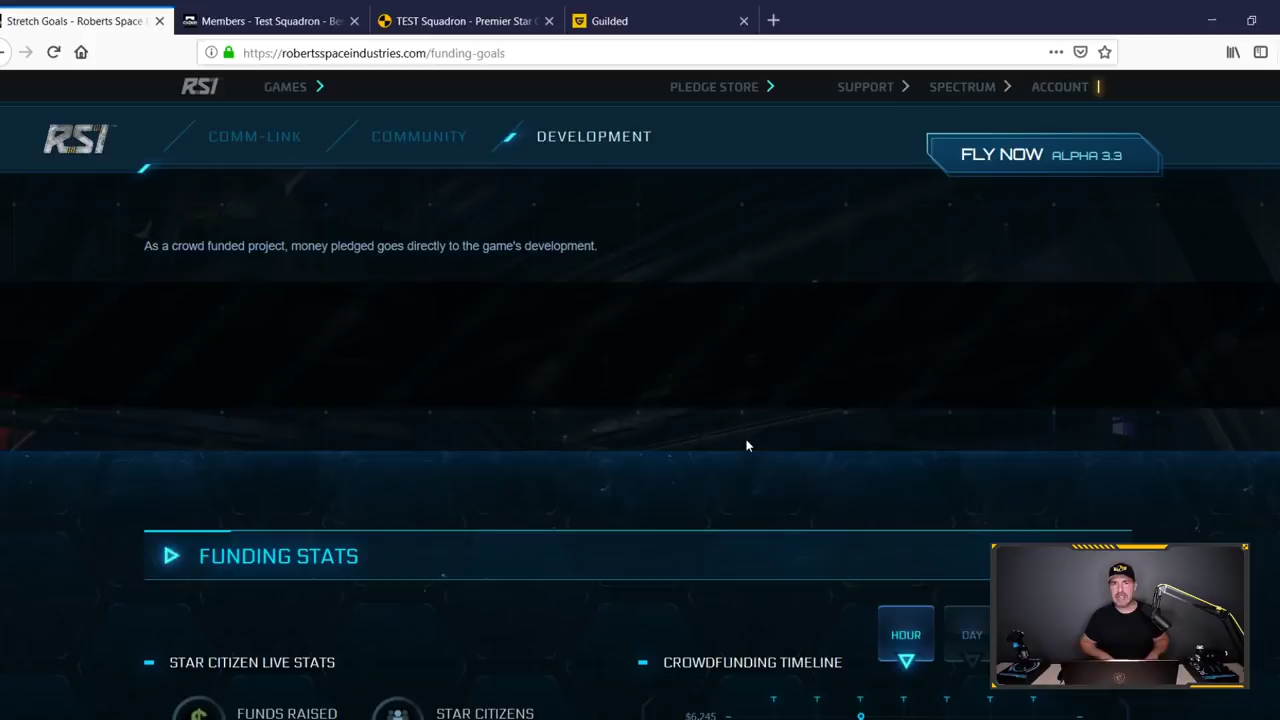 Stretch Goals - Roberts Space
Members - Test Squadron - Be
TEST Squadron - Premier Star C
Guilded
https://robertsspaceindustries.com/funding-goals
RSI
GAMES
PLEDGE STORE
SUPPORT
SPECTRUM
ACCOUNT
RSI
COMM-LINK
COMMUNITY
DEVELOPMENT
FLY NOW ALPHA 3.3
As a crowd funded project, money pledged goes directly to the game's development.
FUNDING STATS
HOUR
DAY
STAR CITIZEN LIVE STATS
CROWDFUNDING TIMELINE
FUNDS RAISED
STAR CITIZENS
$6,245